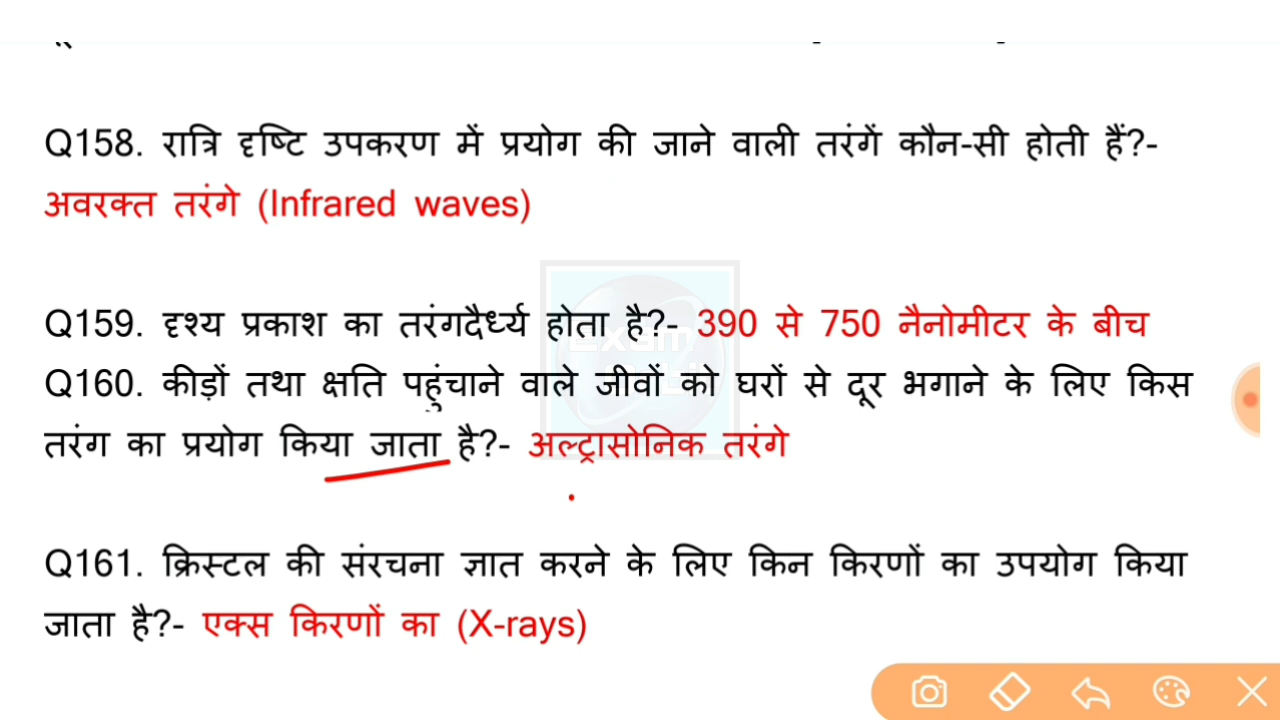 Q158. रात्रि दृष्टि उपकरण में प्रयोग की जाने वाली तरंगें कौन-सी होती हैं?-
अवरक्त तरंगे (Infrared waves)
Q159. दृश्य प्रकाश का तरंगदैर्ध्य होता है?- 390 से 750 नैनोमीटर के बीच
Q160. कीड़ों तथा क्षति पहुंचाने वाले जीवों को घरों से दूर भगाने के लिए किस
तरंग का प्रयोग किया जाता है?- अल्ट्रासोनिक तरंगे
Q161. क्रिस्टल की संरचना ज्ञात करने के लिए किन किरणों का उपयोग किया
जाता है?- एक्स किरणों का (X-rays)
Exam